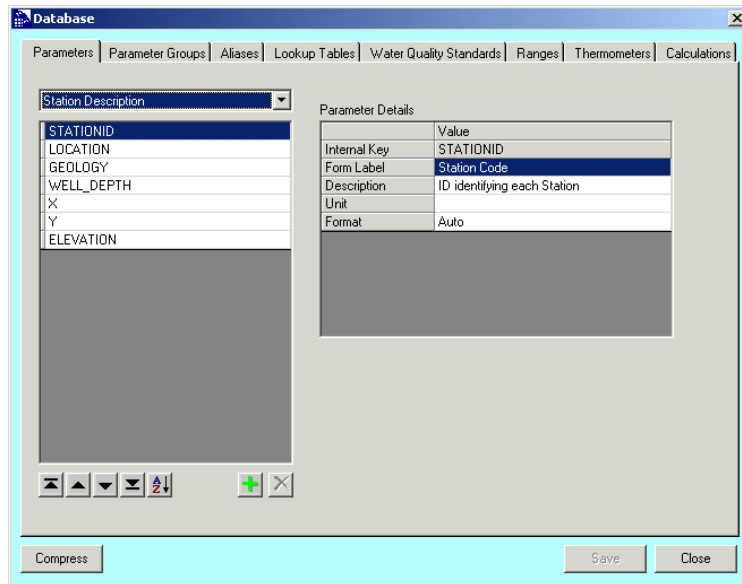 Database
Parameters Parameter Groups Aliases Lookup Tables Water Quality Standards Ranges Thermometers Calculations
Station Description
STATIONID
LOCATION
GEOLOGY
WELL_DEPTH
X
Y
ELEVATION
Parameter Details
Value
Internal Key STATIONID
Form Label Station Code
Description ID identifying each Station
Unit
Format Auto
A Z
Compress Save Close